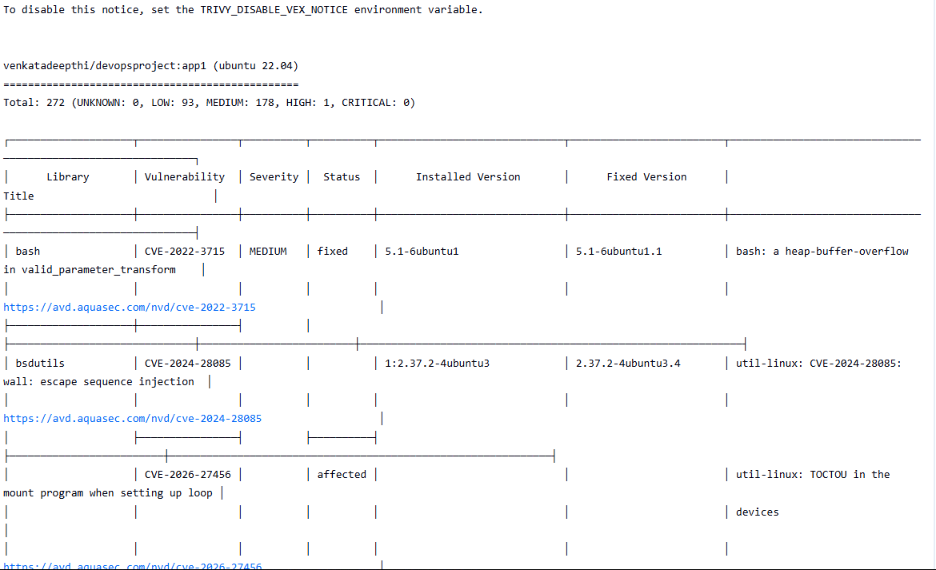 To disable this notice, set the TRIVY_DISABLE_VEX_NOTICE environment variable.
venkatadeepthi/devopsproject:app1 (ubuntu 22.04)
===============================================
Total: 272 (UNKNOWN: 0, LOW: 93, MEDIUM: 178, HIGH: 1, CRITICAL: 0)
Library Vulnerability Severity Status Installed Version Fixed Version
Title
bash CVE-2022-3715 MEDIUM fixed 5.1-6ubuntu1 5.1-6ubuntu1.1 bash: a heap-buffer-overflow
in valid_parameter_transform
https://avd.aquasec.com/nvd/cve-2022-3715
bsdutils CVE-2024-28085 1:2.37.2-4ubuntu3 2.37.2-4ubuntu3.4 util-linux: CVE-2024-28085:
wall: escape sequence injection
https://avd.aquasec.com/nvd/cve-2024-28085
CVE-2026-27456 affected util-linux: TOCTOU in the
mount program when setting up loop
devices
https://avd.aquasec.com/nvd/cve-2026-27456